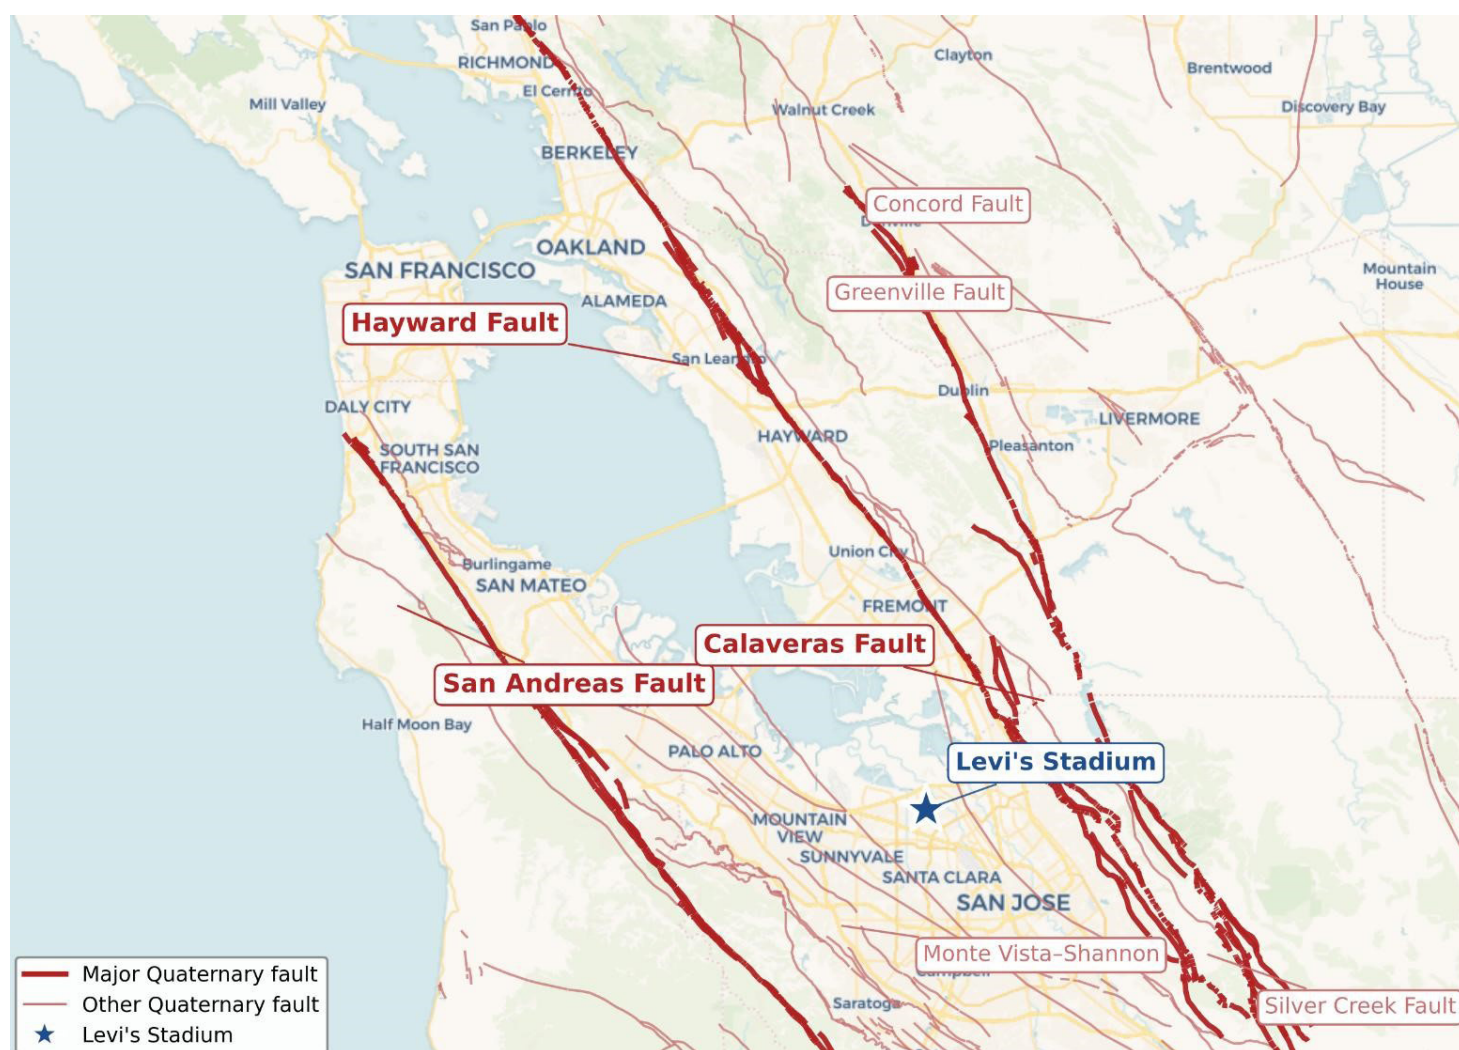 San Pablo
RICHMOND
El Cerrito
Mill Valley
BERKELEY
Clayton
Walnut Creek
Brentwood
Discovery Bay
Concord Fault
Danville
OAKLAND
SAN FRANCISCO
ALAMEDA
Greenville Fault
Mountain
House
Hayward Fault
San Leandro
DALY CITY
SOUTH SAN
FRANCISCO
HAYWARD
Dublin
LIVERMORE
Pleasanton
Burlingame
SAN MATEO
Union City
FREMONT
Calaveras Fault
San Andreas Fault
Half Moon Bay
PALO ALTO
Levi's Stadium
MOUNTAIN
VIEW
SUNNYVALE
SANTA CLARA
SAN JOSE
Monte Vista–Shannon
Campbell
Saratoga
Silver Creek Fault
Major Quaternary fault
Other Quaternary fault
Levi's Stadium